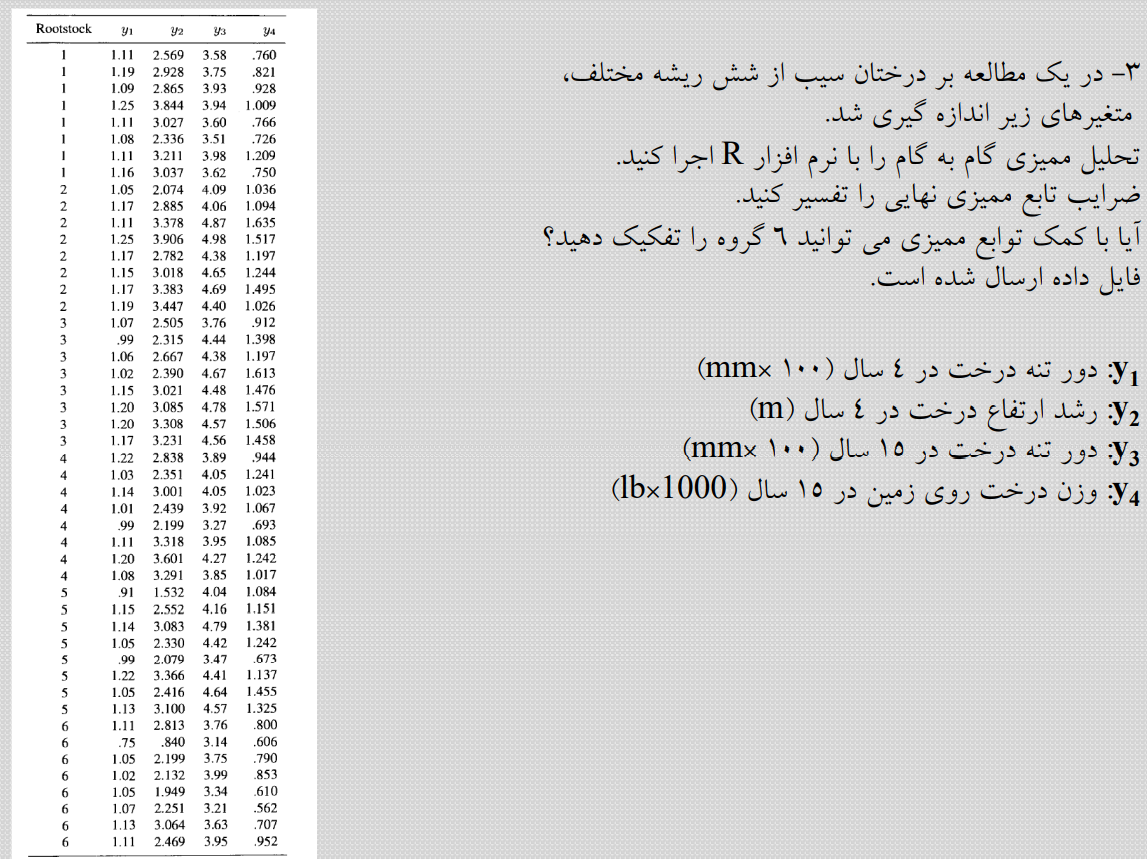 Rootstock y1 y2 y3 y4
1 1.11 2.569 3.58 .760
1 1.19 2.928 3.75 .821
1 1.09 2.865 3.93 .928
1 1.25 3.844 3.94 1.009
1 1.11 3.027 3.60 .766
1 1.08 2.336 3.51 .726
1 1.11 3.211 3.98 1.209
1 1.16 3.037 3.62 .750
2 1.05 2.074 4.09 1.036
2 1.17 2.885 4.06 1.094
2 1.11 3.378 4.87 1.635
2 1.25 3.906 4.98 1.517
2 1.17 2.782 4.38 1.197
2 1.15 3.018 4.65 1.244
2 1.17 3.383 4.69 1.495
2 1.19 3.447 4.40 1.026
3 1.07 2.505 3.76 .912
3 .99 2.315 4.44 1.398
3 1.06 2.667 4.38 1.197
3 1.02 2.390 4.67 1.613
3 1.15 3.021 4.48 1.476
3 1.20 3.085 4.78 1.571
3 1.20 3.308 4.57 1.506
3 1.17 3.231 4.56 1.458
4 1.22 2.838 3.89 .944
4 1.03 2.351 4.05 1.241
4 1.14 3.001 4.05 1.023
4 1.01 2.439 3.92 1.067
4 .99 2.199 3.27 .693
4 1.11 3.318 3.95 1.085
4 1.20 3.601 4.27 1.242
4 1.08 3.291 3.85 1.017
5 .91 1.532 4.04 1.084
5 1.15 2.552 4.16 1.151
5 1.14 3.083 4.79 1.381
5 1.05 2.330 4.42 1.242
5 .99 2.079 3.47 .673
5 1.22 3.366 4.41 1.137
5 1.05 2.416 4.64 1.455
5 1.13 3.100 4.57 1.325
6 1.11 2.813 3.76 .800
6 .75 .840 3.14 .606
6 1.05 2.199 3.75 .790
6 1.02 2.132 3.99 .853
6 1.05 1.949 3.34 .610
6 1.07 2.251 3.21 .562
6 1.13 3.064 3.63 .707
6 1.11 2.469 3.95 .952
۳- در یک مطالعه بر درختان سیب از شش ریشه مختلف،
متغیرهای زیر اندازه گیری شد.
تحلیل ممیزی گام به گام را با نرم افزار R اجرا کنید.
ضرایب تابع ممیزی نهایی را تفسیر کنید.
آیا با کمک توابع ممیزی می توانید ٦ گروه را تفکیک دهید؟
فایل داده ارسال شده است.
y1: دور تنه درخت در ٤ سال (۱۰۰ ×mm)
y2: رشد ارتفاع درخت در ٤ سال (m)
y3: دور تنه درخت در ۱۵ سال (۱۰۰ ×mm)
y4: وزن درخت روی زمین در ۱۵ سال (lb×1000)